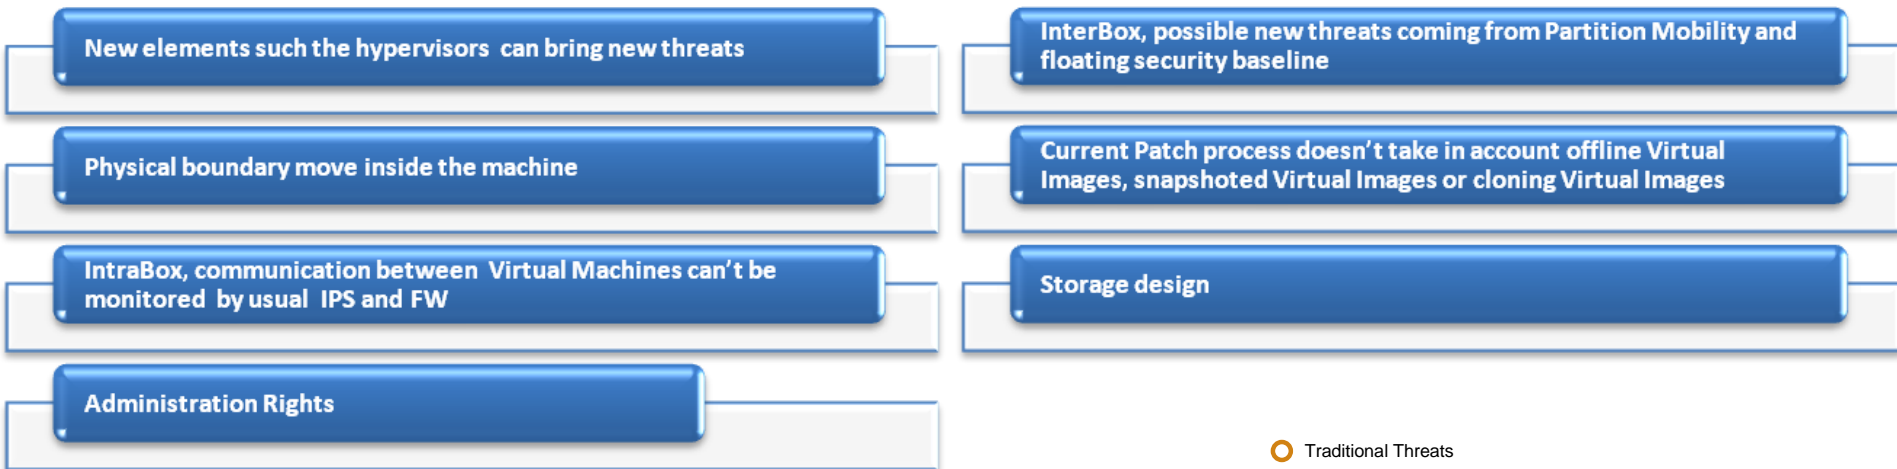 New elements such the hypervisors can bring new threats
Physical boundary move inside the machine
IntraBox, communication between Virtual Machines can't be
monitored by usual IPS and FW
Administration Rights
InterBox, possible new threats coming from Partition Mobility and
floating security baseline
Current Patch process doesn't take in account offline Virtual
Images, snapshoted Virtual Images or cloning Virtual Images
Storage design
Traditional Threats